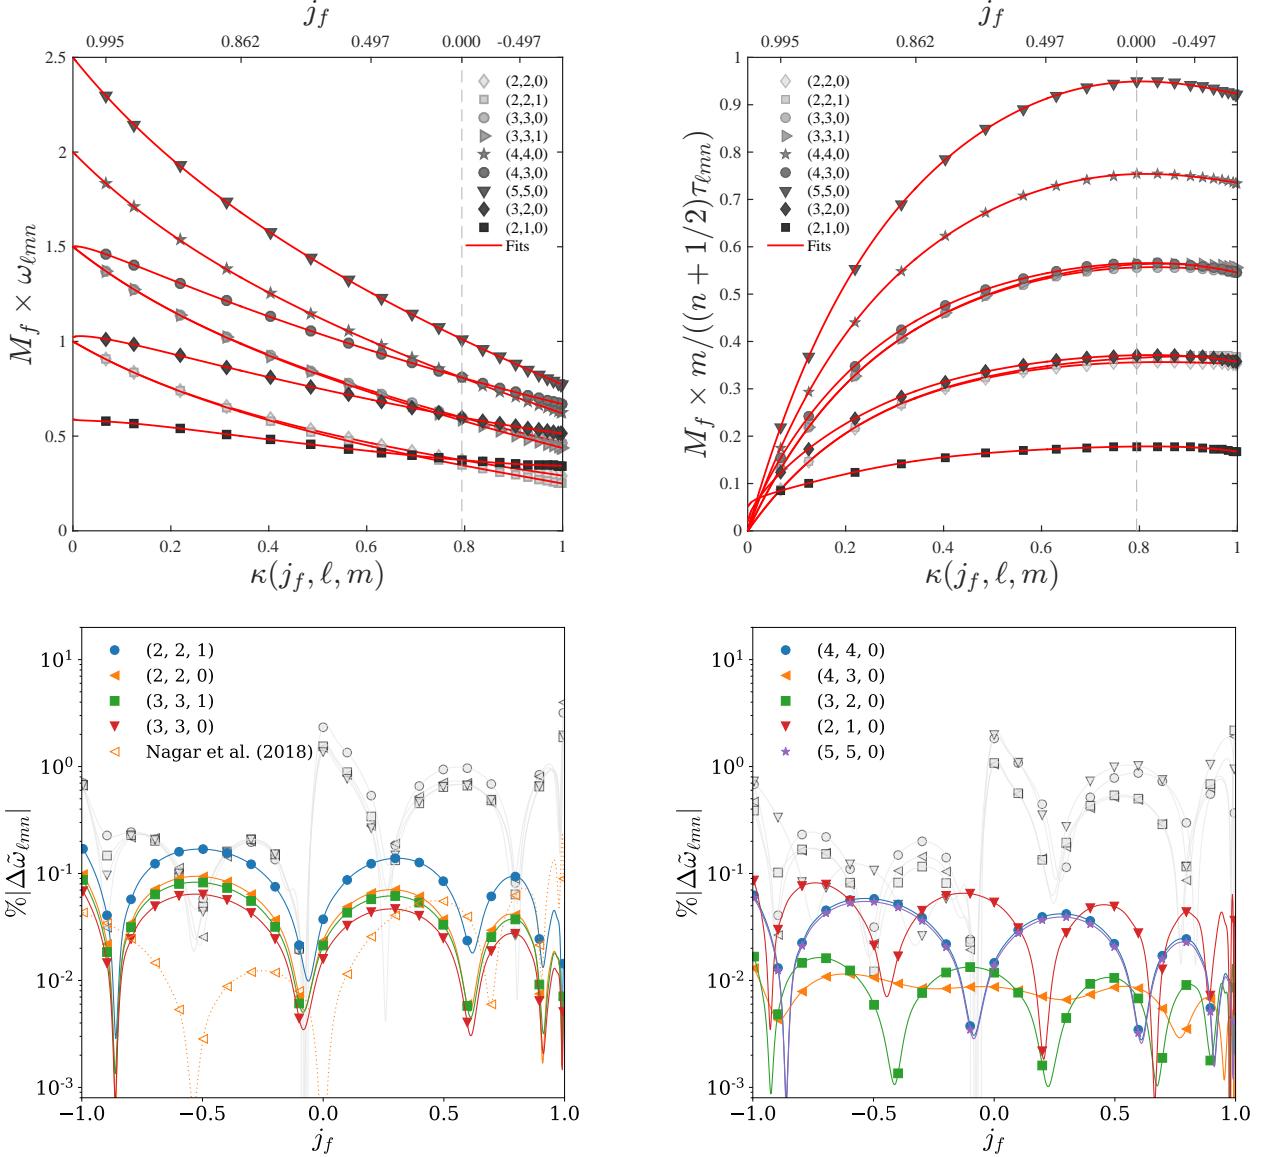 j_f
0.995 0.862 0.497 0.000 -0.497
2.5
2
1.5
1
0.5
0
M_f × ω_{ℓmn}
(2,2,0)
(2,2,1)
(3,3,0)
(3,3,1)
(4,4,0)
(4,3,0)
(5,5,0)
(3,2,0)
(2,1,0)
Fits
0 0.2 0.4 0.6 0.8 1
κ(j_f, ℓ, m)
j_f
0.995 0.862 0.497 0.000 -0.497
1
0.9
0.8
0.7
0.6
0.5
0.4
0.3
0.2
0.1
0
M_f × m/((n + 1/2)τ_{ℓmn})
(2,2,0)
(2,2,1)
(3,3,0)
(3,3,1)
(4,4,0)
(4,3,0)
(5,5,0)
(3,2,0)
(2,1,0)
Fits
0 0.2 0.4 0.6 0.8 1
κ(j_f, ℓ, m)
10^1
10^0
10^{-1}
10^{-2}
10^{-3}
%|Δω̃_{ℓmn}|
(2, 2, 1)
(2, 2, 0)
(3, 3, 1)
(3, 3, 0)
Nagar et al. (2018)
−1.0 −0.5 0.0 0.5 1.0
j_f
10^1
10^0
10^{-1}
10^{-2}
10^{-3}
%|Δω̃_{ℓmn}|
(4, 4, 0)
(4, 3, 0)
(3, 2, 0)
(2, 1, 0)
(5, 5, 0)
−1.0 −0.5 0.0 0.5 1.0
j_f